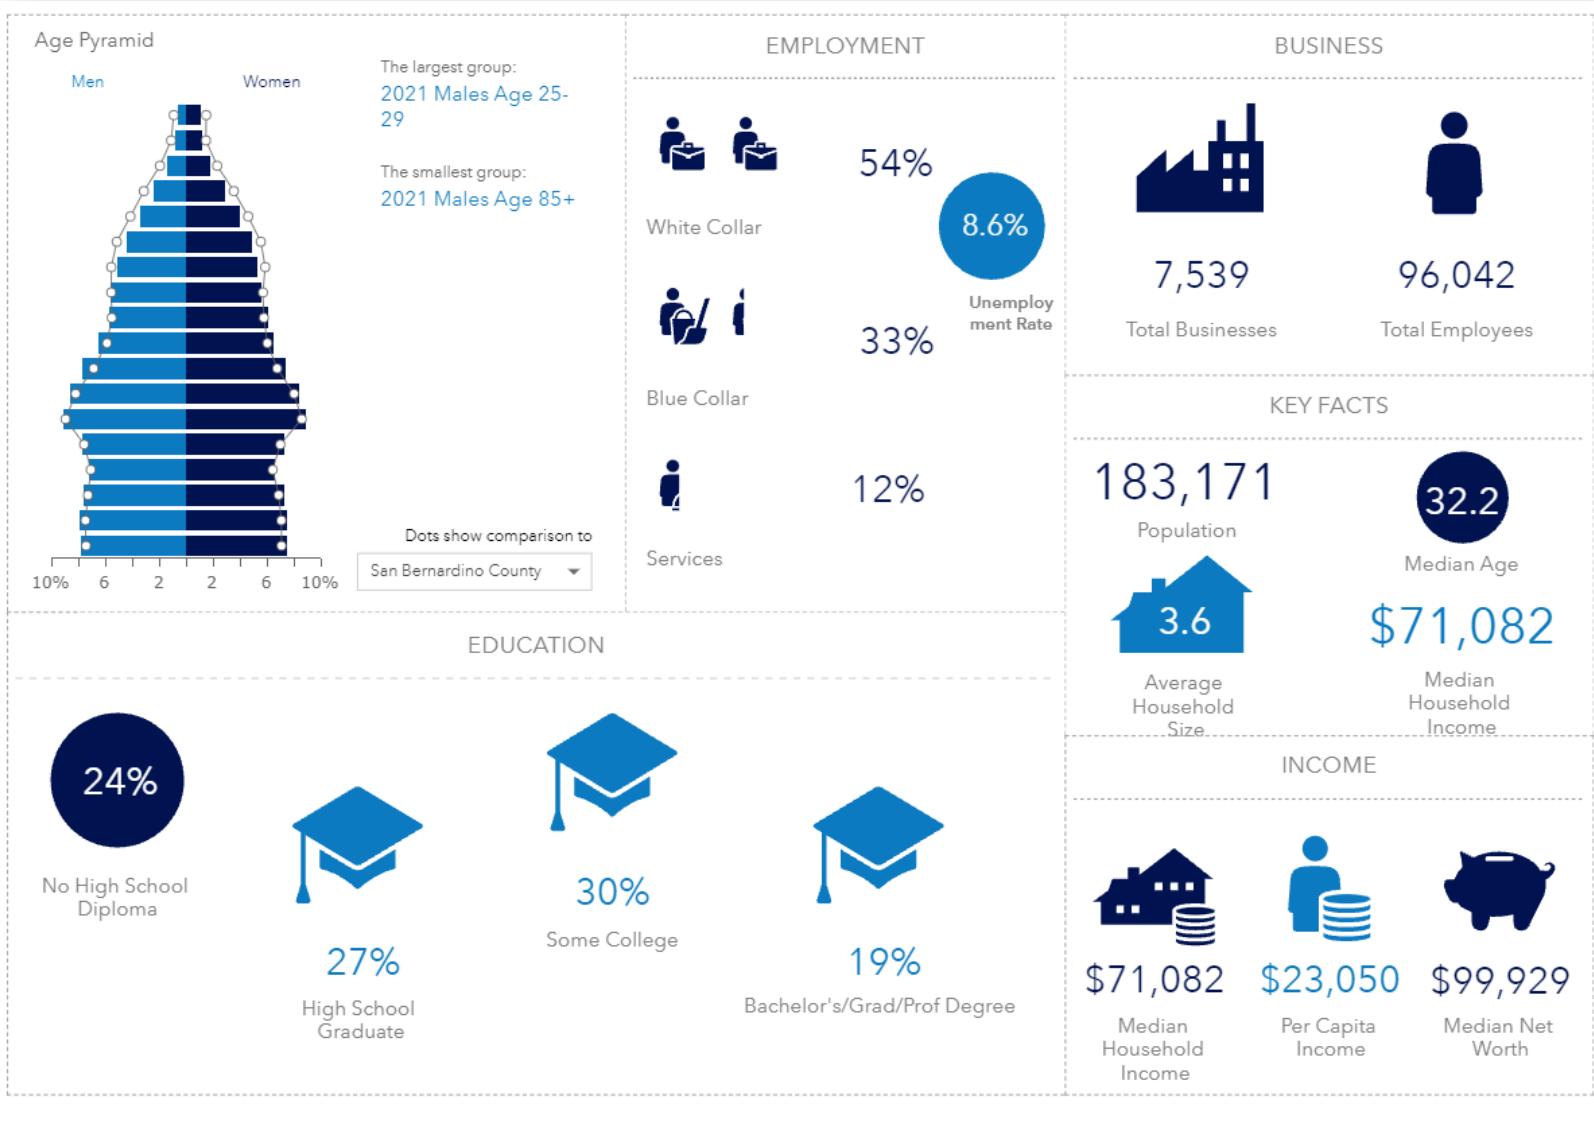 Age Pyramid
Men
Women
The largest group:
2021 Males Age 25-
29
The smallest group:
2021 Males Age 85+
10%
6
2
2
6
10%
Dots show comparison to
San Bernardino County
EMPLOYMENT
54%
White Collar
8.6%
Unemploy
ment Rate
33%
Blue Collar
12%
Services
BUSINESS
7,539
Total Businesses
96,042
Total Employees
KEY FACTS
183,171
Population
32.2
Median Age
3.6
Average
Household
Size
$71,082
Median
Household
Income
EDUCATION
24%
No High School
Diploma
27%
High School
Graduate
30%
Some College
19%
Bachelor's/Grad/Prof Degree
INCOME
$71,082
Median
Household
Income
$23,050
Per Capita
Income
$99,929
Median Net
Worth